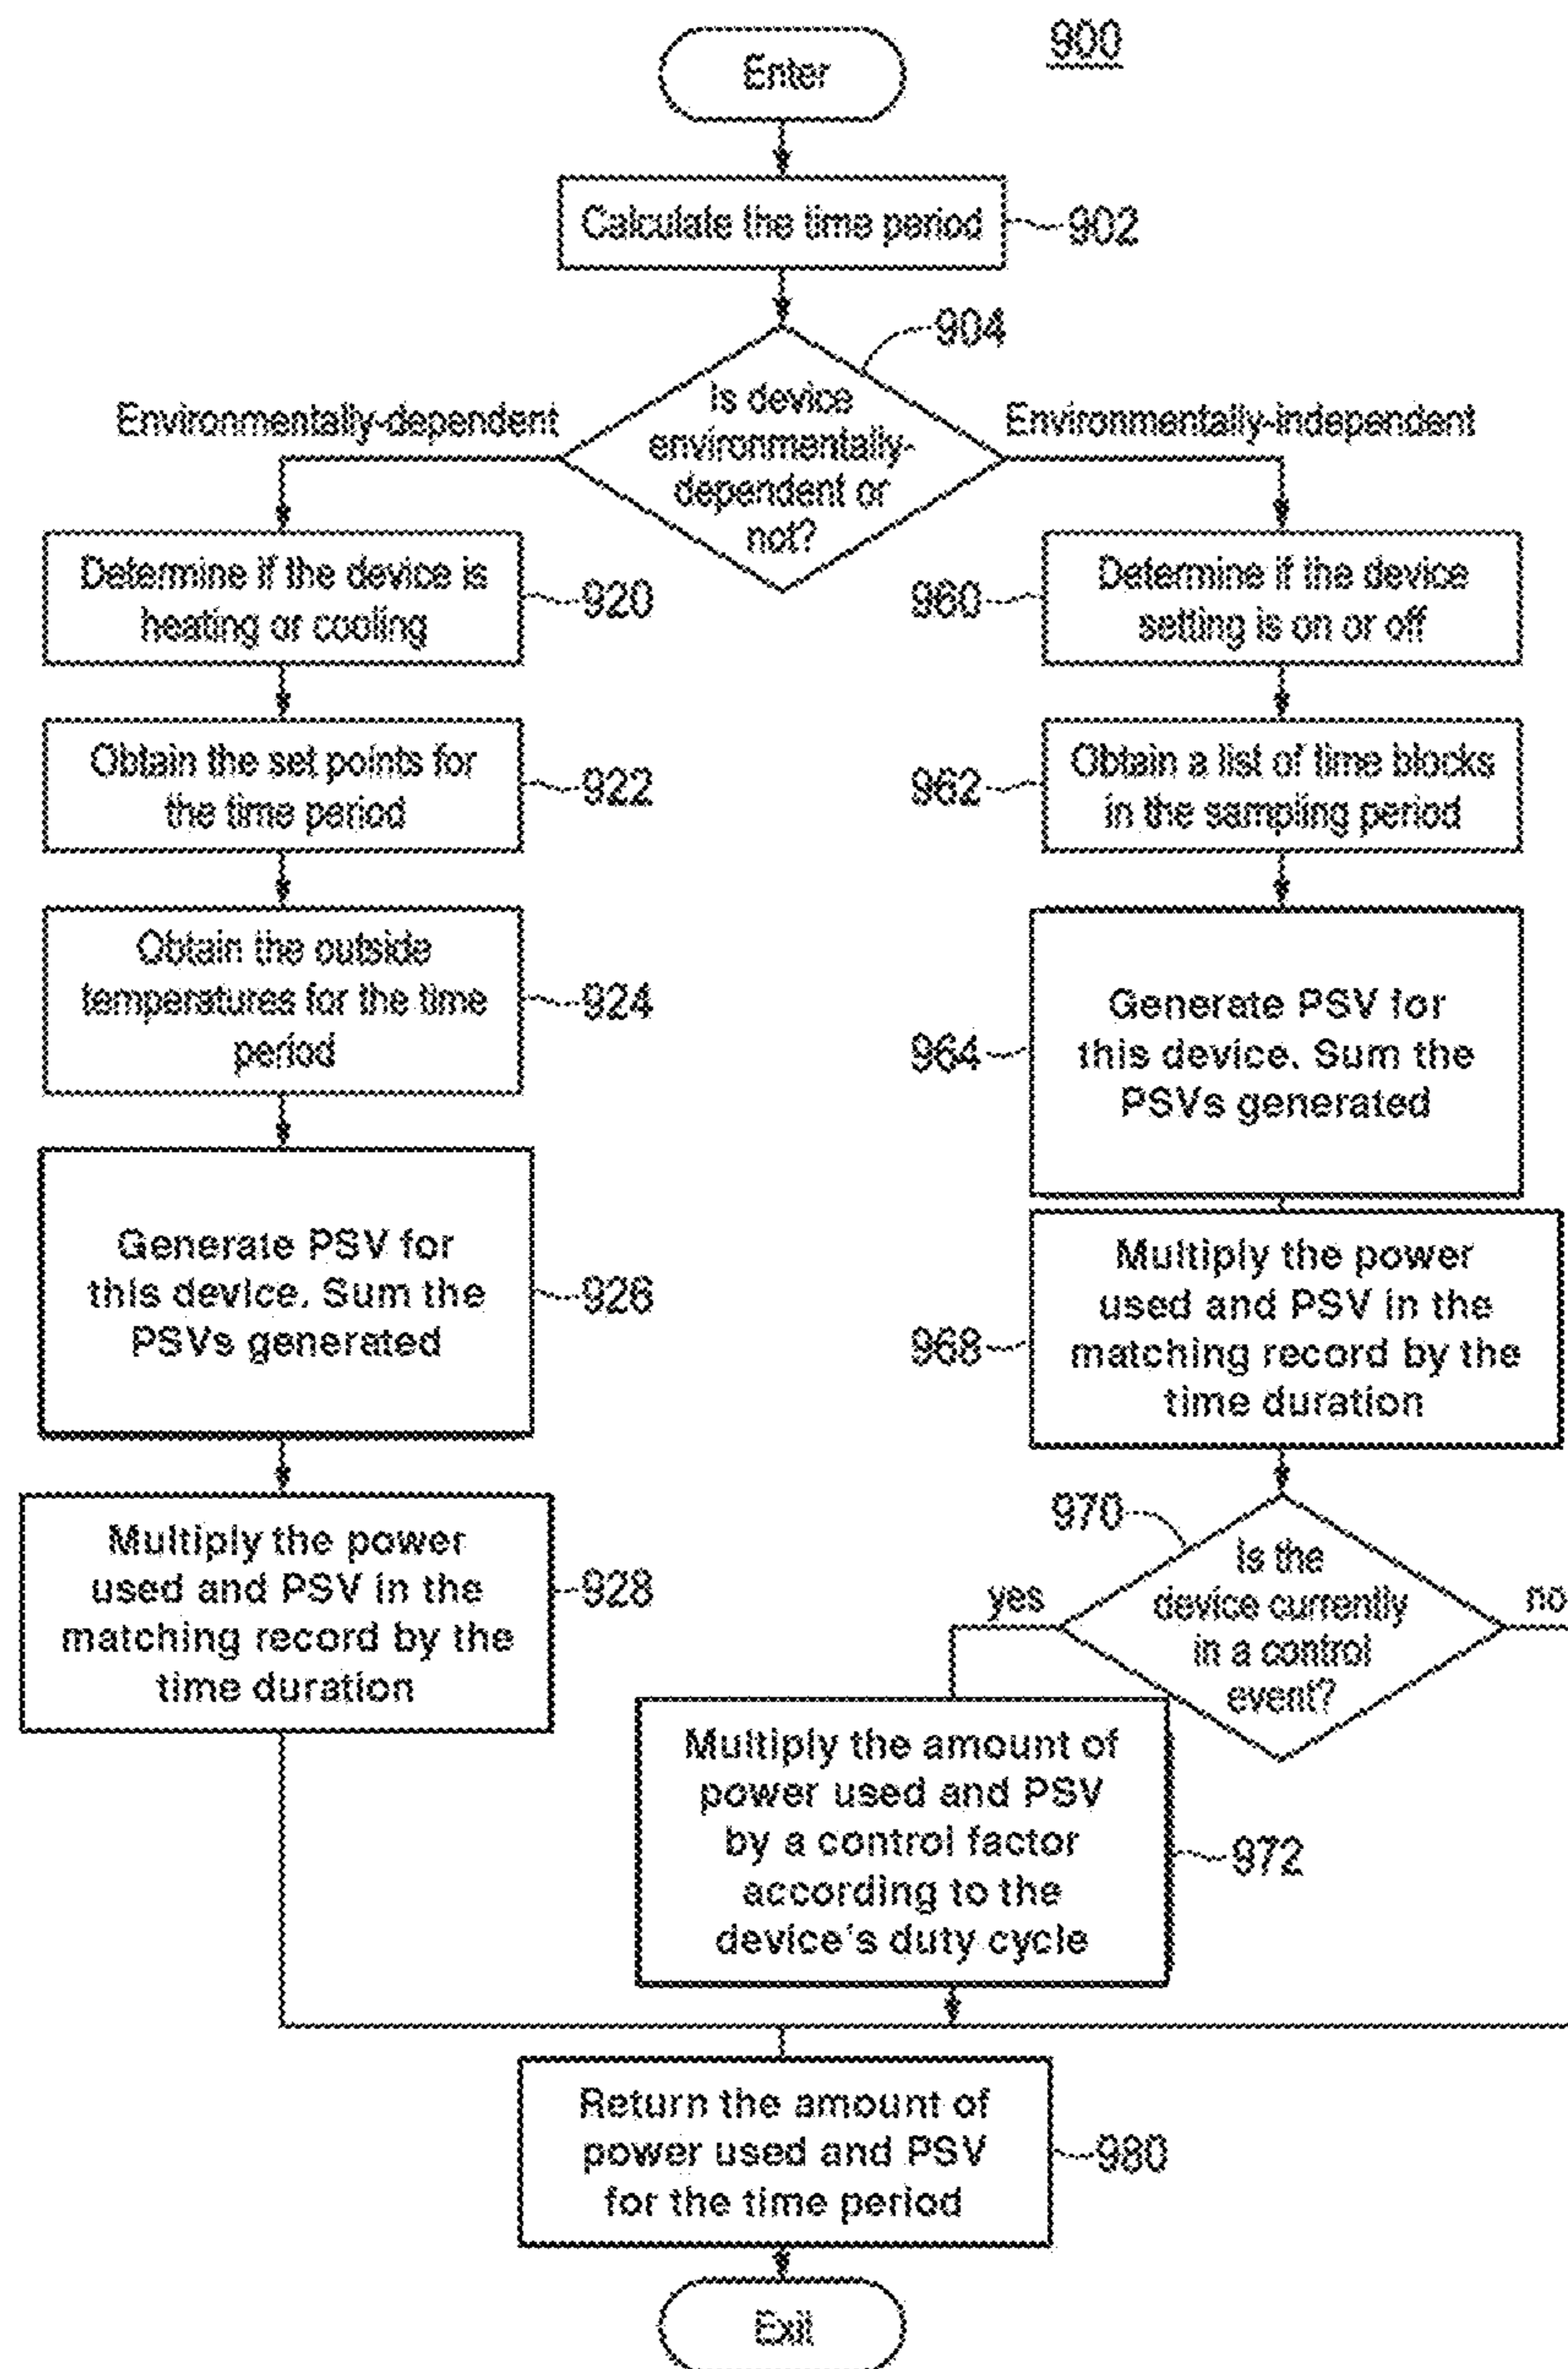 900
Enter
Calculate the time period
902
904
Is device
environmentally-
dependent or
not?
Environmentally-dependent
Environmentally-independent
Determine if the device is
heating or cooling
920
Obtain the set points for
the time period
922
Obtain the outside
temperatures for the time
period
924
Generate PSV for
this device. Sum the
PSVs generated
926
Multiply the power
used and PSV in the
matching record by the
time duration
928
960
Determine if the device
setting is on or off
962
Obtain a list of time blocks
in the sampling period
964
Generate PSV for
this device. Sum the
PSVs generated
968
Multiply the power
used and PSV in the
matching record by the
time duration
970
Is the
device currently
in a control
event?
yes
no
Multiply the amount of
power used and PSV
by a control factor
according to the
device's duty cycle
972
Return the amount of
power used and PSV
for the time period
980
Exit